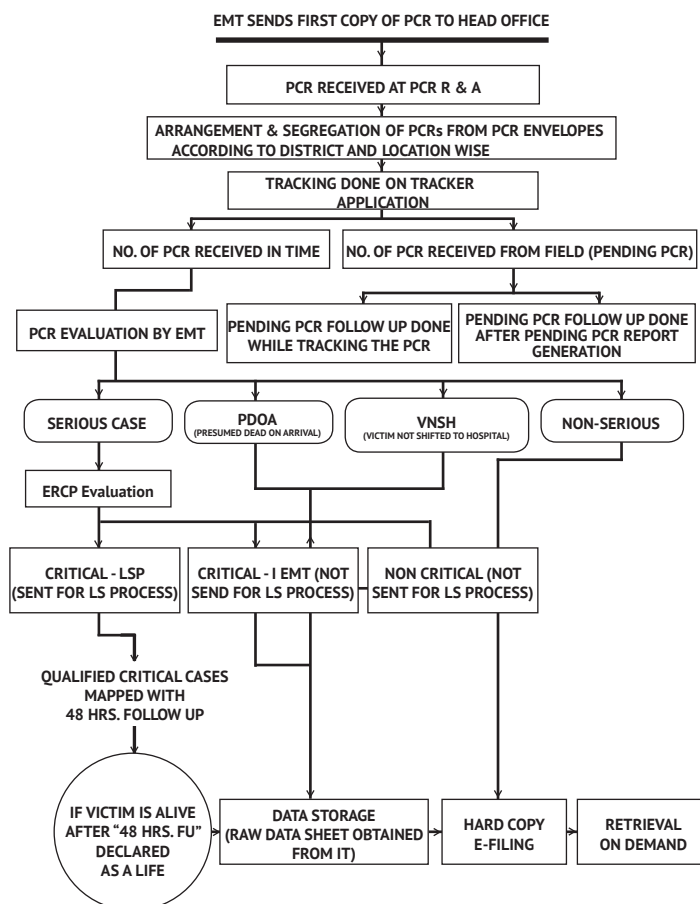 EMT SENDS FIRST COPY OF PCR TO HEAD OFFICE
PCR RECEIVED AT PCR R & A
ARRANGEMENT & SEGREGATION OF PCRs FROM PCR ENVELOPES
ACCORDING TO DISTRICT AND LOCATION WISE
TRACKING DONE ON TRACKER
APPLICATION
NO. OF PCR RECEIVED IN TIME
NO. OF PCR RECEIVED FROM FIELD (PENDING PCR)
PCR EVALUATION BY EMT
PENDING PCR FOLLOW UP DONE
WHILE TRACKING THE PCR
PENDING PCR FOLLOW UP DONE
AFTER PENDING PCR REPORT
GENERATION
SERIOUS CASE
PDOA
(PRESUMED DEAD ON ARRIVAL)
VNSH
(VICTIM NOT SHIFTED TO HOSPITAL)
NON-SERIOUS
ERCP Evaluation
CRITICAL - LSP
(SENT FOR LS PROCESS)
CRITICAL - I EMT (NOT
SEND FOR LS PROCESS)
NON CRITICAL (NOT
SENT FOR LS PROCESS)
QUALIFIED CRITICAL CASES
MAPPED WITH
48 HRS. FOLLOW UP
IF VICTIM IS ALIVE
AFTER “48 HRS. FU”
DECLARED
AS A LIFE
DATA STORAGE
(RAW DATA SHEET OBTAINED
FROM IT)
HARD COPY
E-FILING
RETRIEVAL
ON DEMAND